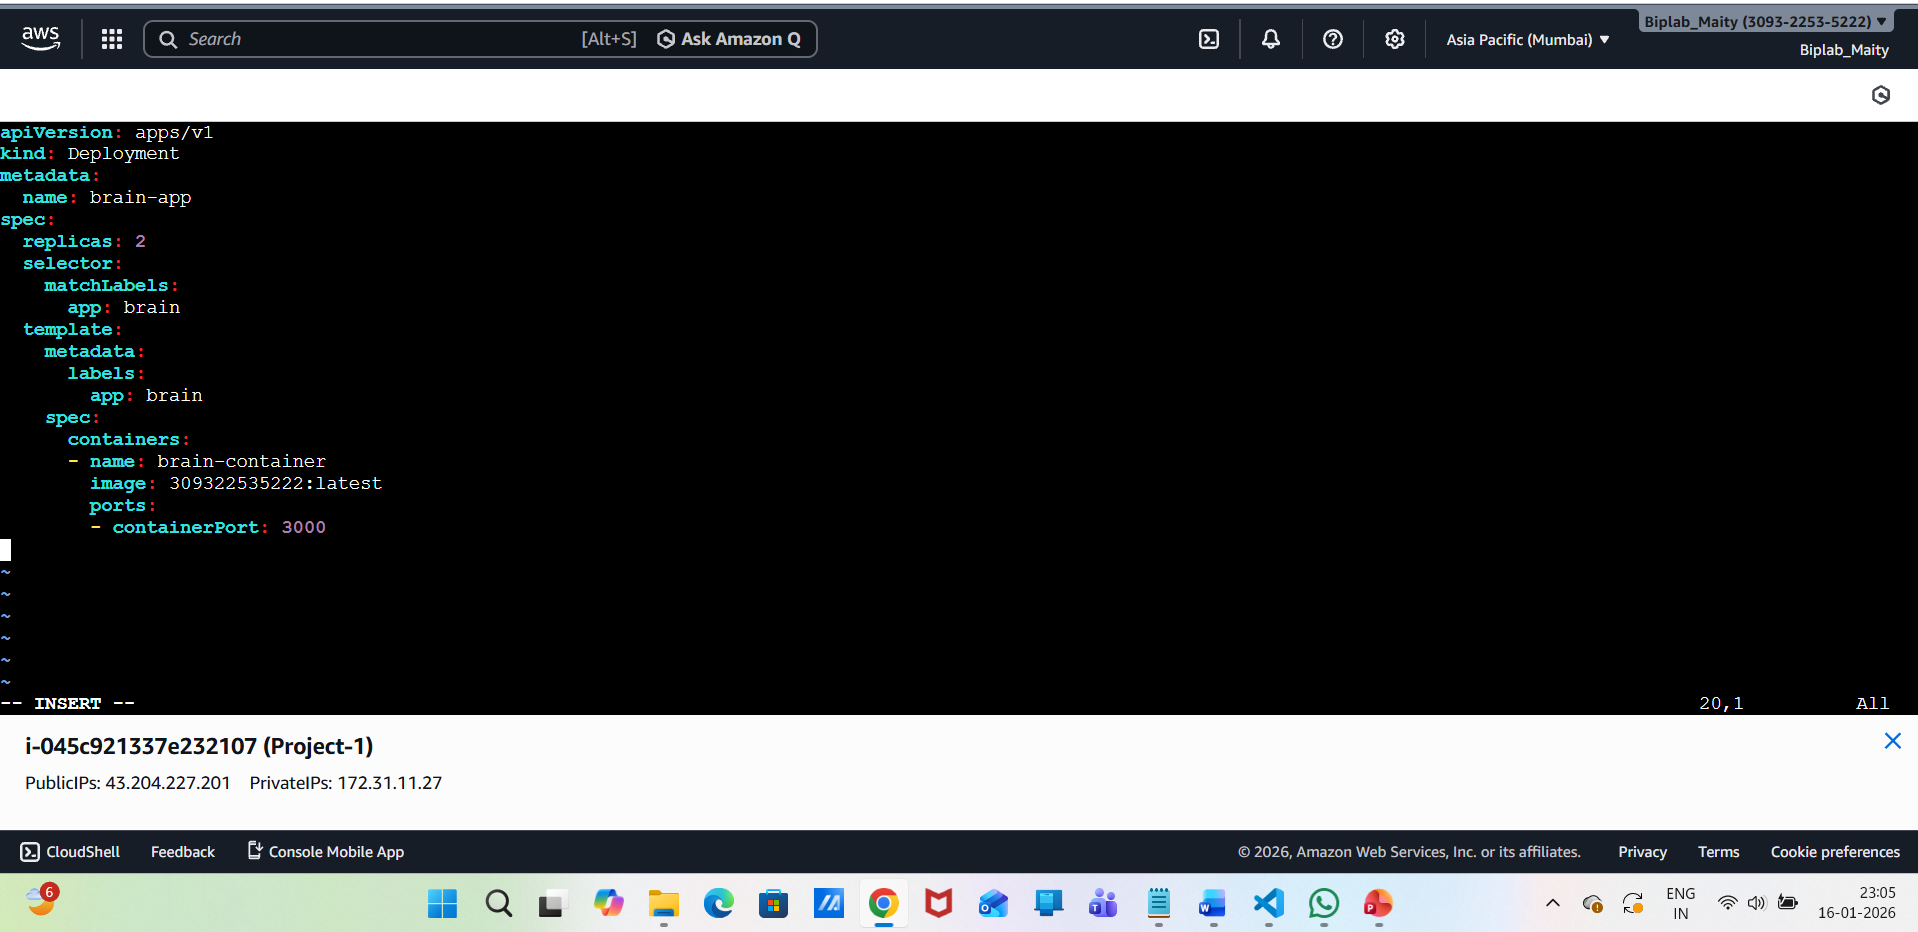 aws
Search [Alt+S] Ask Amazon Q
Asia Pacific (Mumbai) ▼
Biplab_Maity (3093-2253-5222) ▼
Biplab_Maity
apiVersion: apps/v1
kind: Deployment
metadata:
  name: brain-app
spec:
  replicas: 2
  selector:
    matchLabels:
      app: brain
  template:
    metadata:
      labels:
        app: brain
    spec:
      containers:
      - name: brain-container
        image: 309322535222:latest
        ports:
        - containerPort: 3000
~
~
~
~
~
~
-- INSERT -- 20,1 All
i-045c921337e232107 (Project-1)
PublicIPs: 43.204.227.201 PrivateIPs: 172.31.11.27
CloudShell Feedback Console Mobile App © 2026, Amazon Web Services, Inc. or its affiliates. Privacy Terms Cookie preferences
6
ENG
IN
23:05
16-01-2026